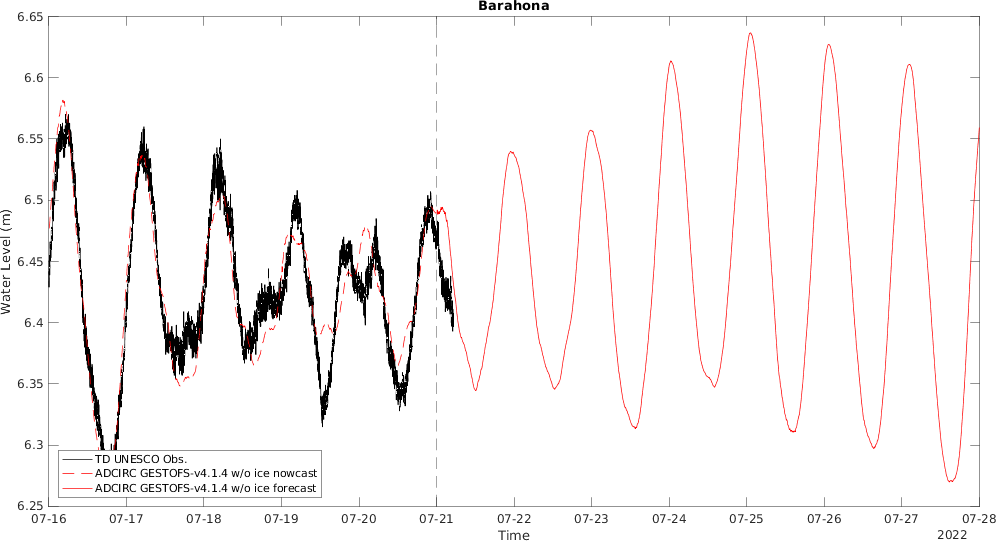 Barahona
6.65
6.6
6.55
6.5
6.45
6.4
6.35
6.3
6.25
Water Level (m)
TD UNESCO Obs.
ADCIRC GESTOFS-v4.1.4 w/o ice nowcast
ADCIRC GESTOFS-v4.1.4 w/o ice forecast
07-16 07-17 07-18 07-19 07-20 07-21 07-22 07-23 07-24 07-25 07-26 07-27 07-28
Time
2022